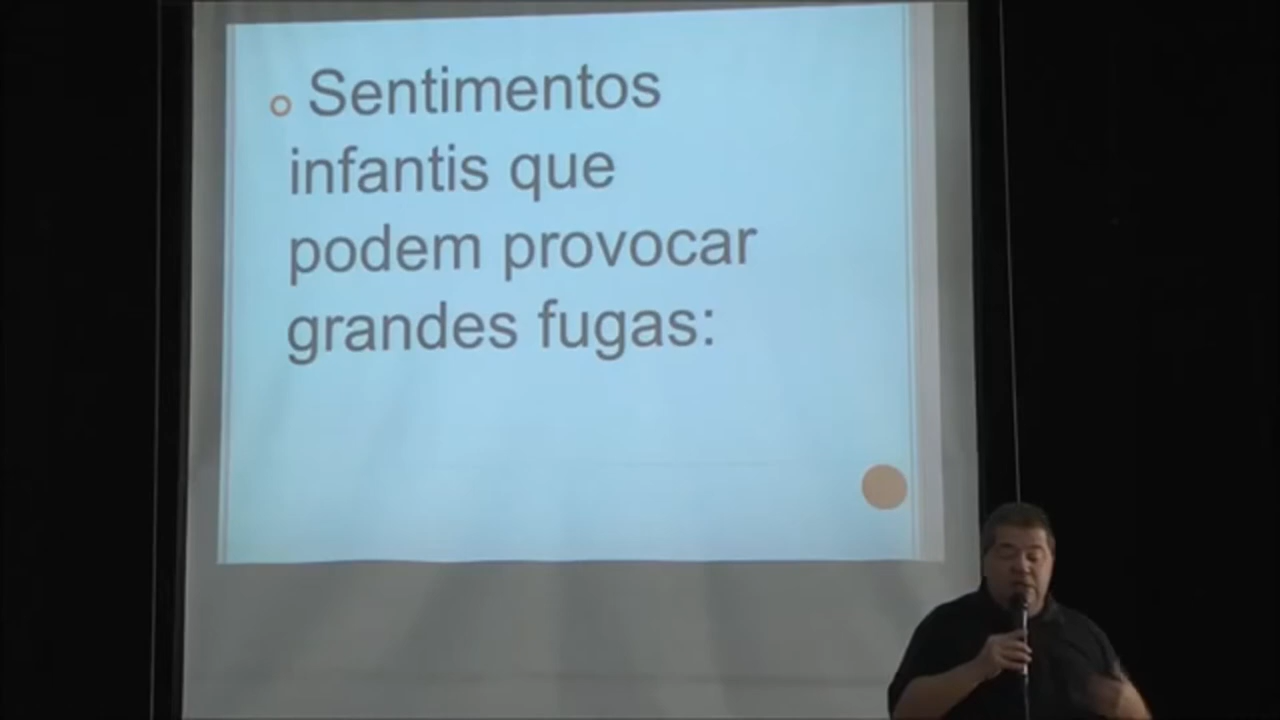 Sentimentos
infantis que
podem provocar
grandes fugas: